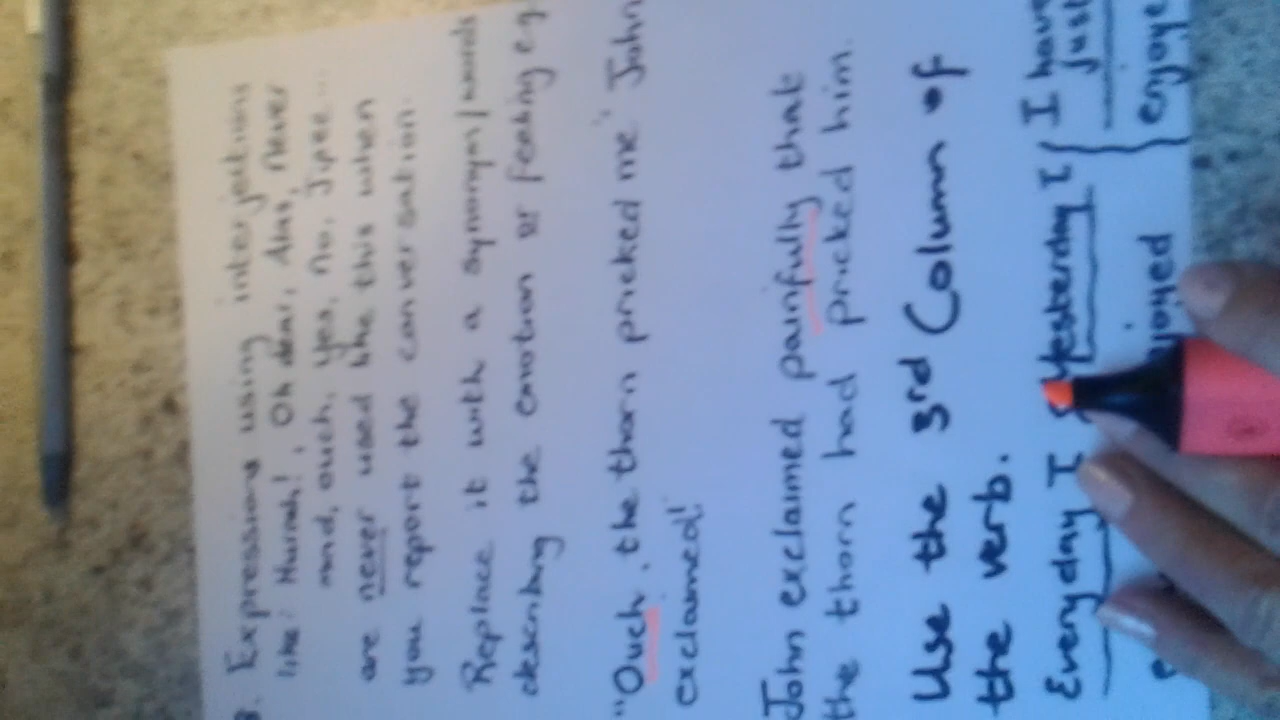 3. Expressions using interjections
like: Hurrah!, Oh dear, Alas, Never
mind, ouch, yes, no, Jipee...
are never used like this when
you report the conversation.
Replace it with a synonym/words
describing the emotion or feeling eg
"Ouch, the thorn pricked me" John
exclaimed!
John exclaimed painfully that
the thorn had pricked him.
Use the 3rd Column of
the verb.
Everyday I Yesterday I I have
just
enjoye